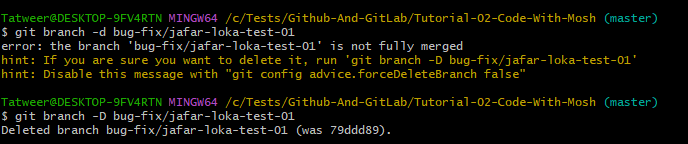 Tatweer@DESKTOP-9FV4RTN MINGW64 /c/Tests/Github-And-GitLab/Tutorial-02-Code-With-Mosh (master)
$ git branch -d bug-fix/jafar-loka-test-01
error: the branch 'bug-fix/jafar-loka-test-01' is not fully merged
hint: If you are sure you want to delete it, run 'git branch -D bug-fix/jafar-loka-test-01'
hint: Disable this message with "git config advice.forceDeleteBranch false"
Tatweer@DESKTOP-9FV4RTN MINGW64 /c/Tests/Github-And-GitLab/Tutorial-02-Code-With-Mosh (master)
$ git branch -D bug-fix/jafar-loka-test-01
Deleted branch bug-fix/jafar-loka-test-01 (was 79ddd89).